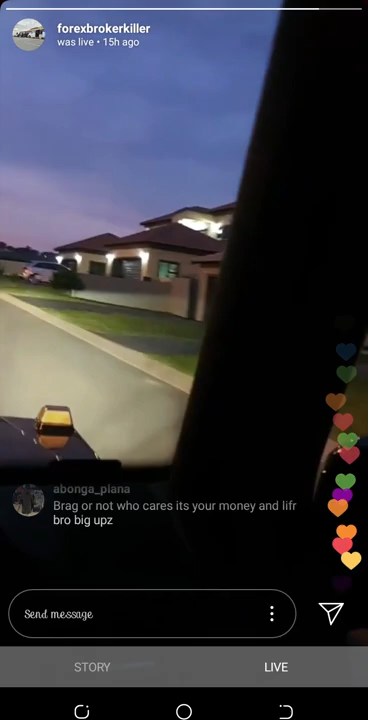 forexbrokerkiller
was live • 15h ago
abonga_plana
Brag or not who cares its your money and lifr
bro big upz
Send message
STORY
LIVE